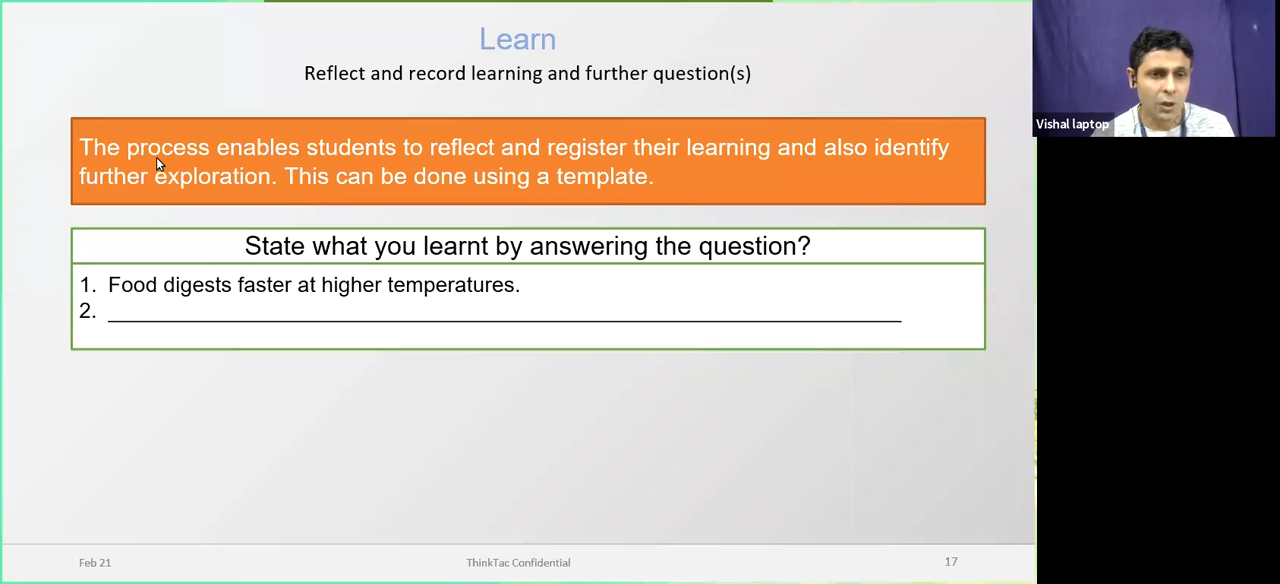 Learn
Reflect and record learning and further question(s)
The process enables students to reflect and register their learning and also identify
further exploration. This can be done using a template.
State what you learnt by answering the question?
1. Food digests faster at higher temperatures.
2. ______________________________
Feb 21
ThinkTac Confidential
17
Vishal laptop